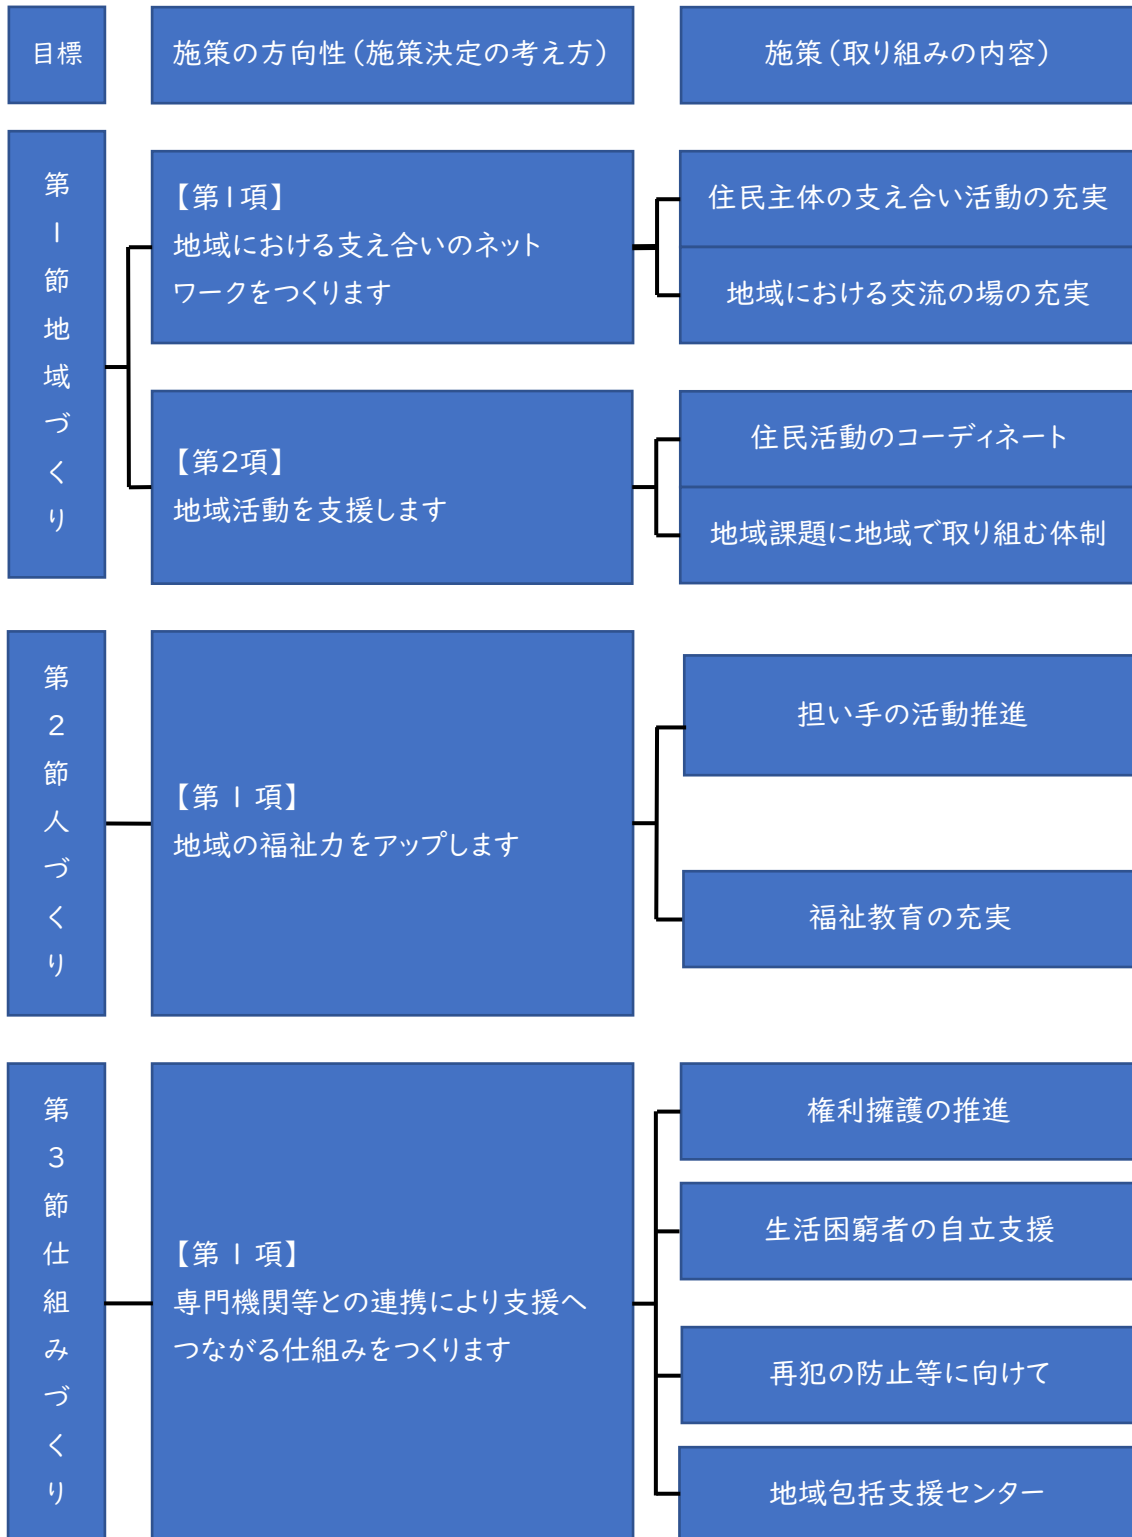 目標
施策の方向性（施策決定の考え方）
施策（取り組みの内容）
第1節地域づくり
【第1項】
地域における支え合いのネット
ワークをつくります
住民主体の支え合い活動の充実
地域における交流の場の充実
【第2項】
地域活動を支援します
住民活動のコーディネート
地域課題に地域で取り組む体制
第2節人づくり
【第1項】
地域の福祉力をアップします
担い手の活動推進
福祉教育の充実
第3節仕組みづくり
【第1項】
専門機関等との連携により支援へ
つながる仕組みをつくります
権利擁護の推進
生活困窮者の自立支援
再犯の防止等に向けて
地域包括支援センター